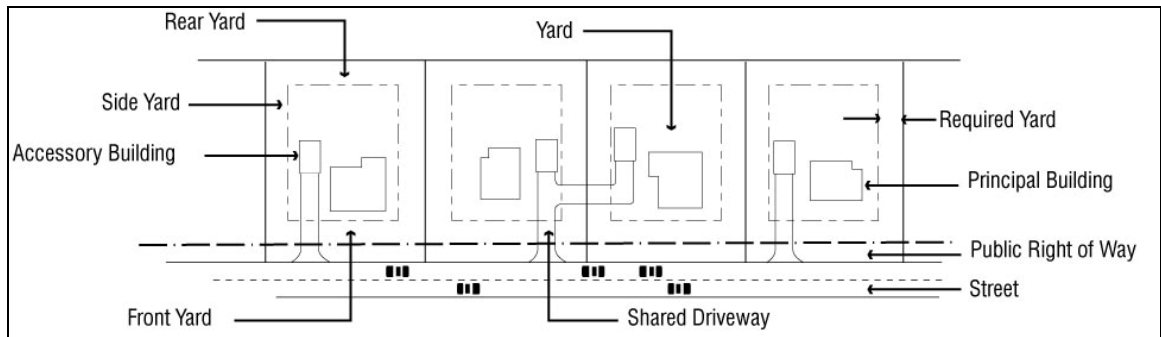 Rear Yard
Yard
Side Yard
Required Yard
Accessory Building
Principal Building
Public Right of Way
Street
Front Yard
Shared Driveway